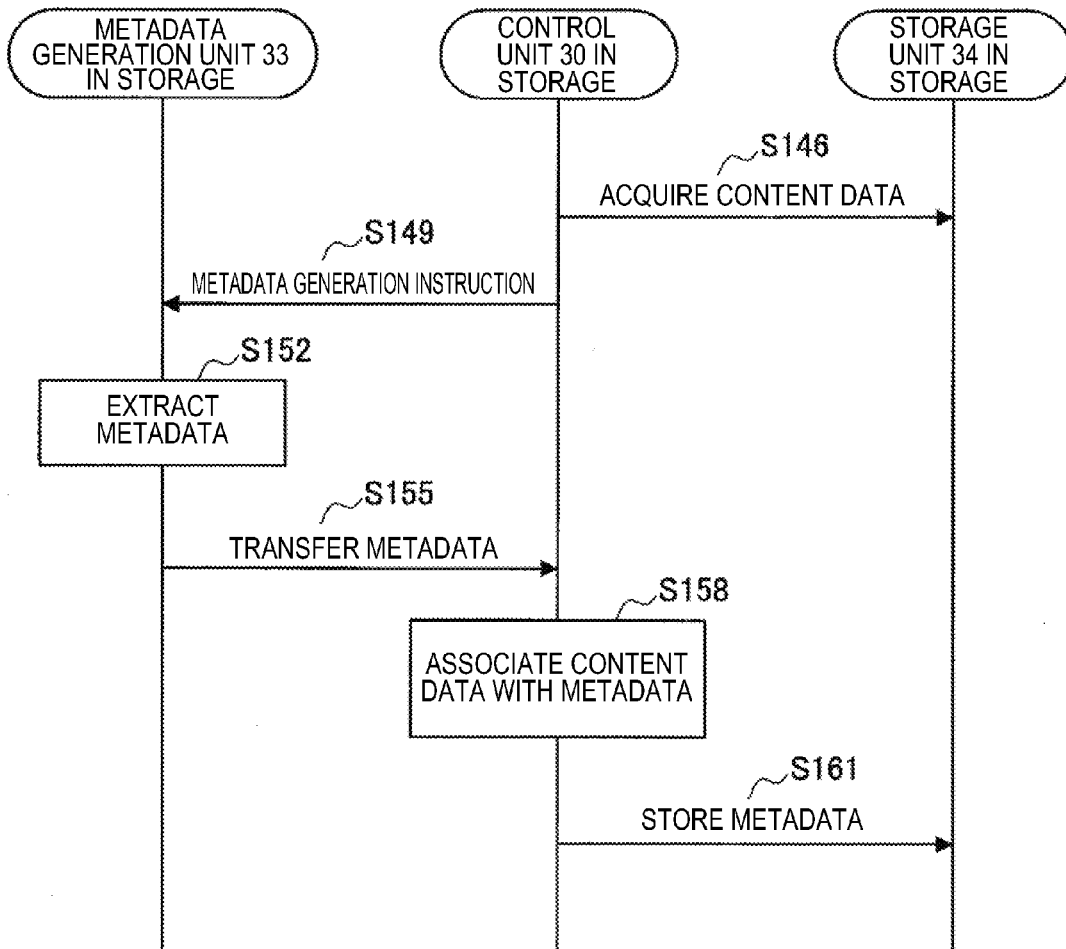 METADATA
GENERATION UNIT 33
IN STORAGE
CONTROL
UNIT 30 IN
STORAGE
STORAGE
UNIT 34 IN
STORAGE
S146
ACQUIRE CONTENT DATA
S149
METADATA GENERATION INSTRUCTION
S152
EXTRACT
METADATA
S155
TRANSFER METADATA
S158
ASSOCIATE CONTENT
DATA WITH METADATA
S161
STORE METADATA